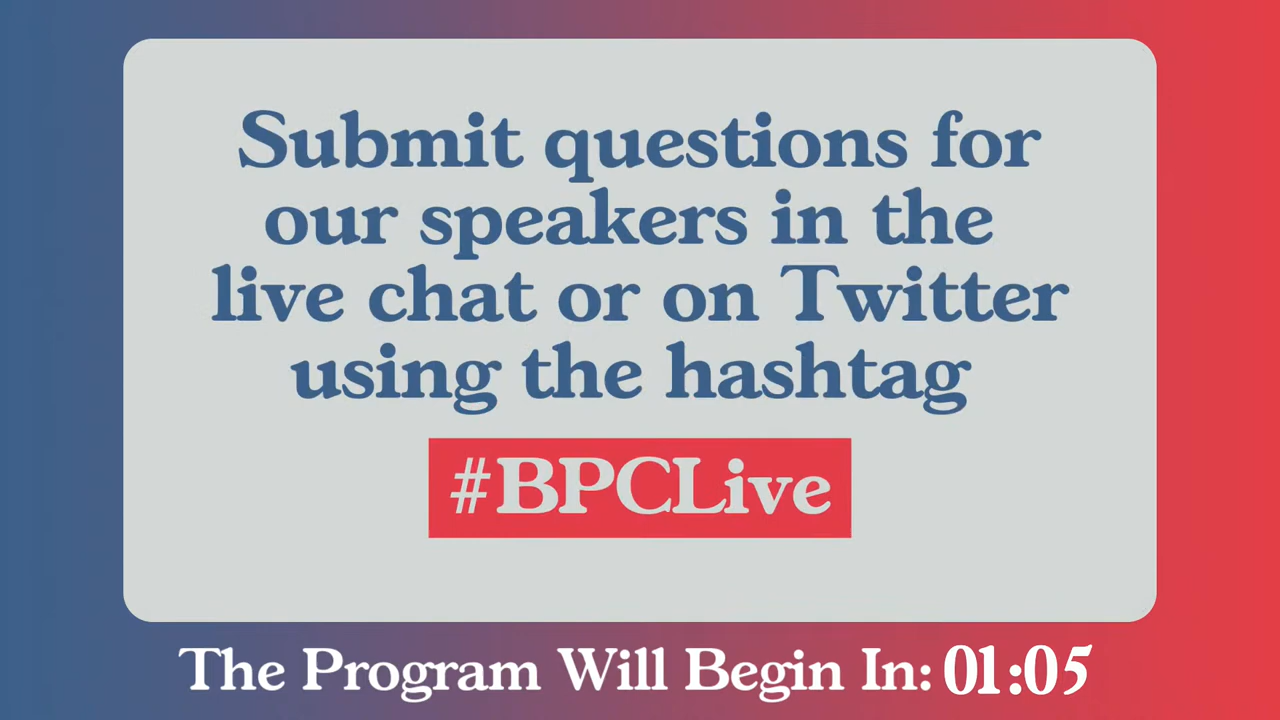 Submit questions for
our speakers in the
live chat or on Twitter
using the hashtag
#BPCLive
The Program Will Begin In: 01:05